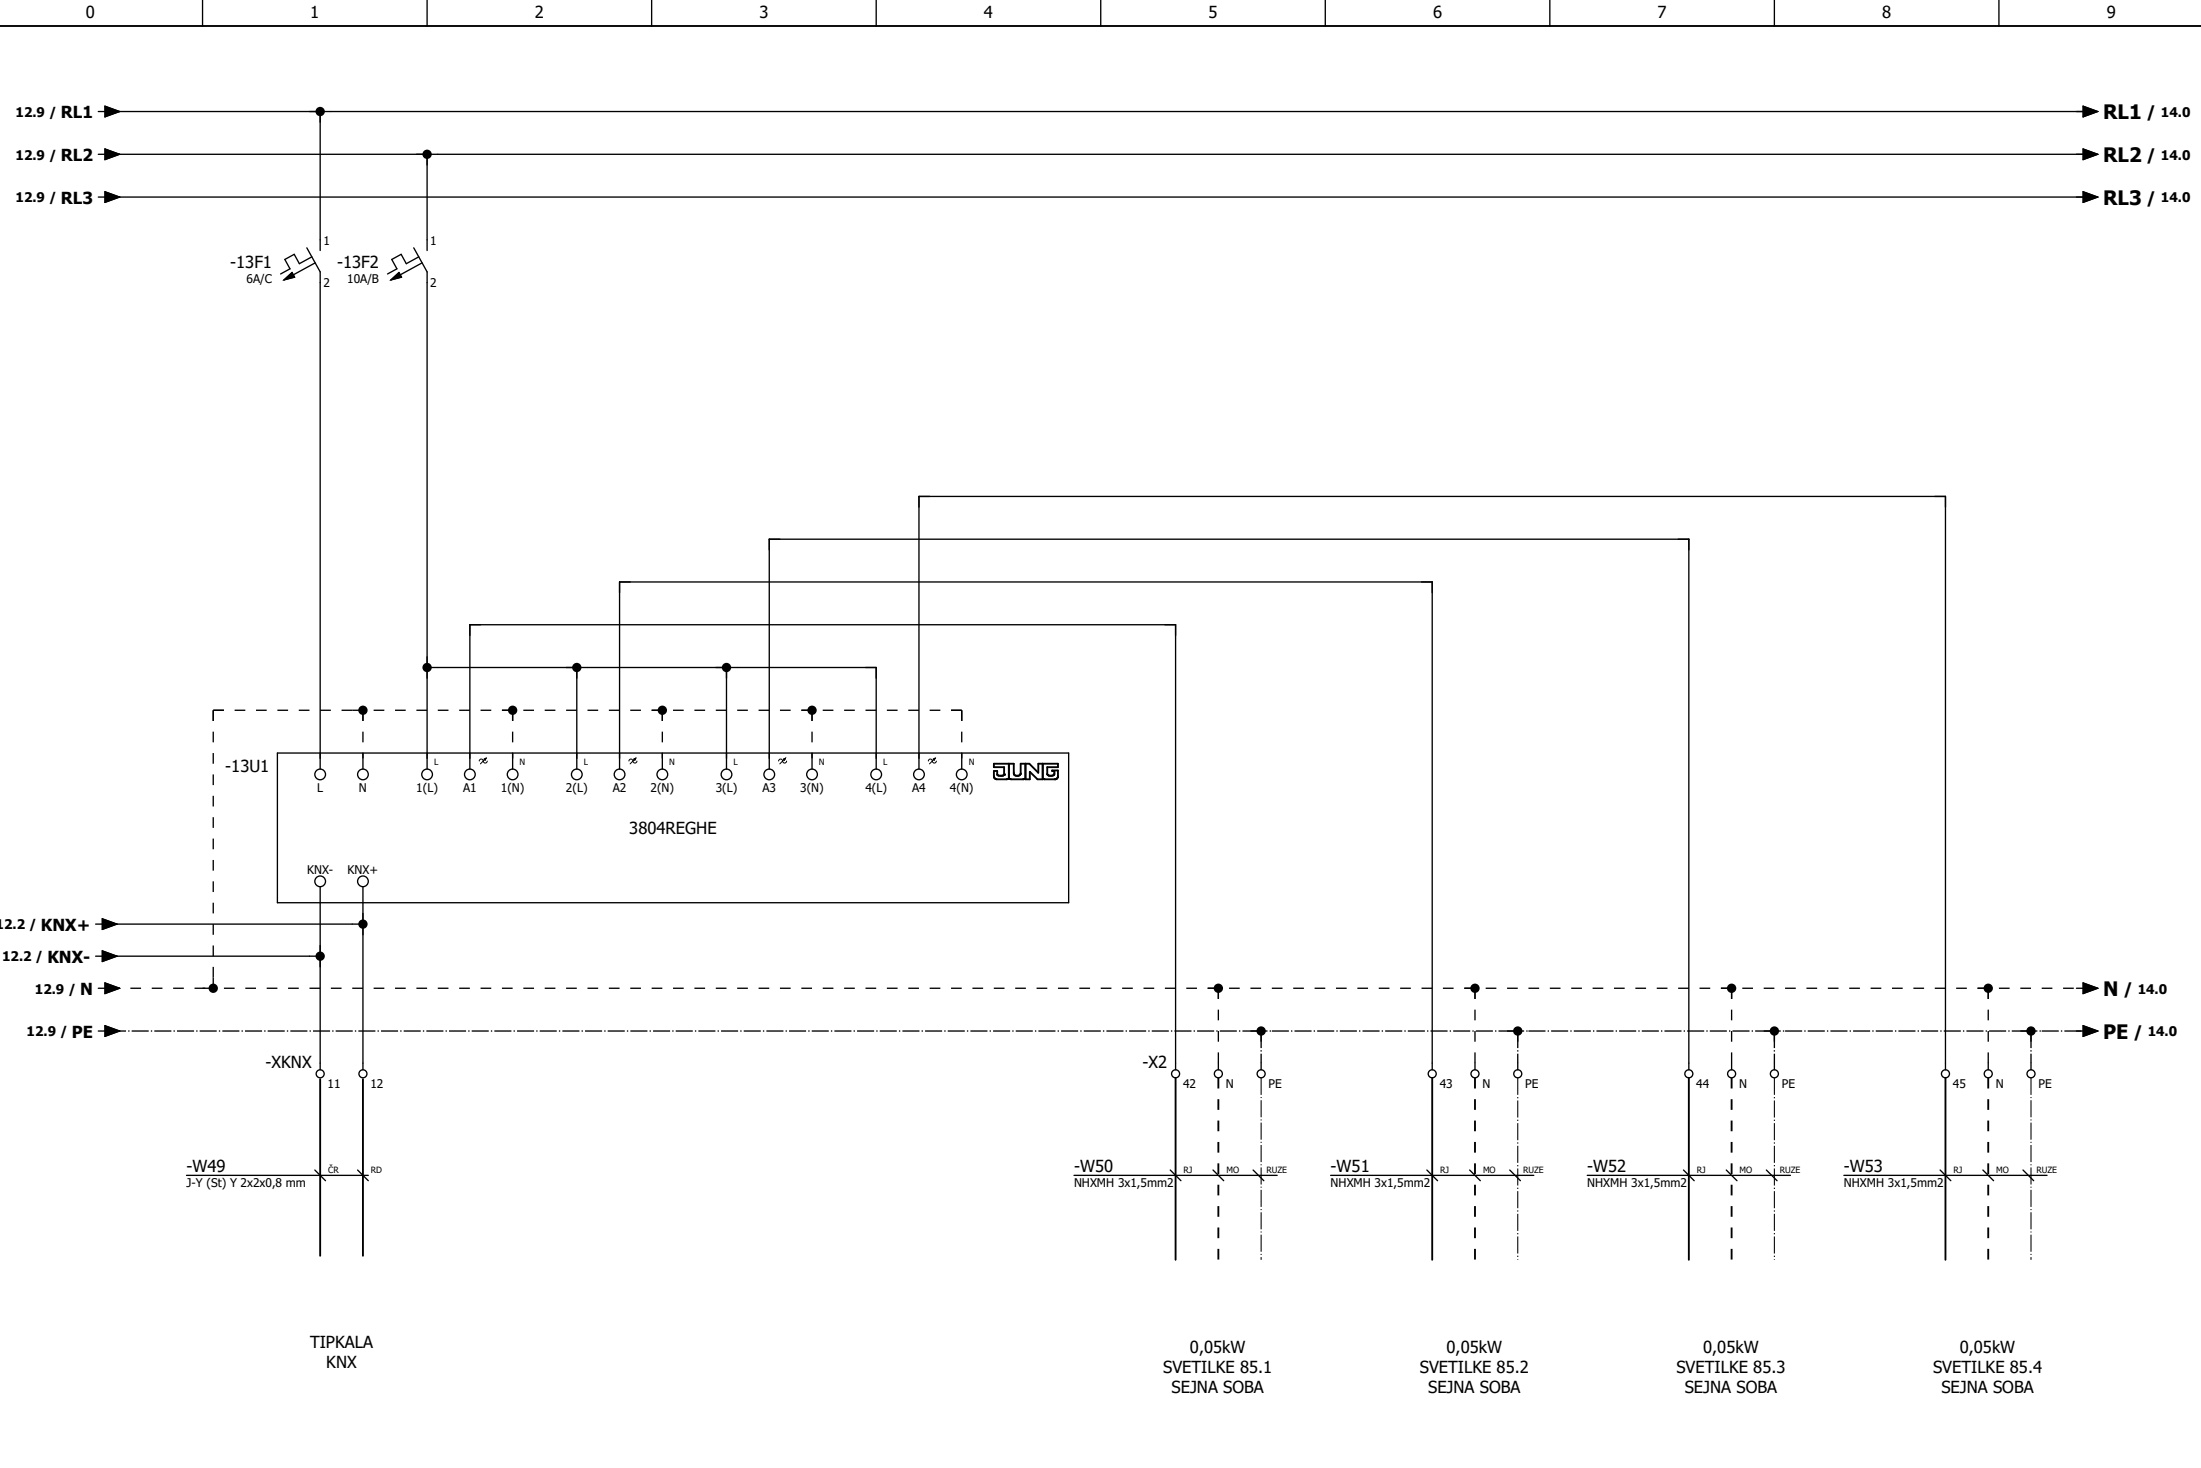 0 1 2 3 4 5 6 7 8 9
12.9 / RL1 RL1 / 14.0
12.9 / RL2 RL2 / 14.0
12.9 / RL3 RL3 / 14.0
1 1
-13F1 -13F2
6A/C 10A/B
2 2
-13U1
L N L N L N L N
JUNG
L N 1(L) A1 1(N) 2(L) A2 2(N) 3(L) A3 3(N) 4(L) A4 4(N)
3804REGHE
KNX- KNX+
12.2 / KNX+
12.2 / KNX-
12.9 / N N / 14.0
12.9 / PE PE / 14.0
-XKNX -X2
11 12 42 N PE 43 N PE 44 N PE 45 N PE
-W49 ČR RD -W50 RJ MO RUZE -W51 RJ MO RUZE -W52 RJ MO RUZE -W53 RJ MO RUZE
J-Y (St) Y 2x2x0,8 mm NHXMH 3x1,5mm2 NHXMH 3x1,5mm2 NHXMH 3x1,5mm2 NHXMH 3x1,5mm2
TIPKALA
KNX
0,05kW 0,05kW 0,05kW 0,05kW
SVETILKE 85.1 SVETILKE 85.2 SVETILKE 85.3 SVETILKE 85.4
SEJNA SOBA SEJNA SOBA SEJNA SOBA SEJNA SOBA